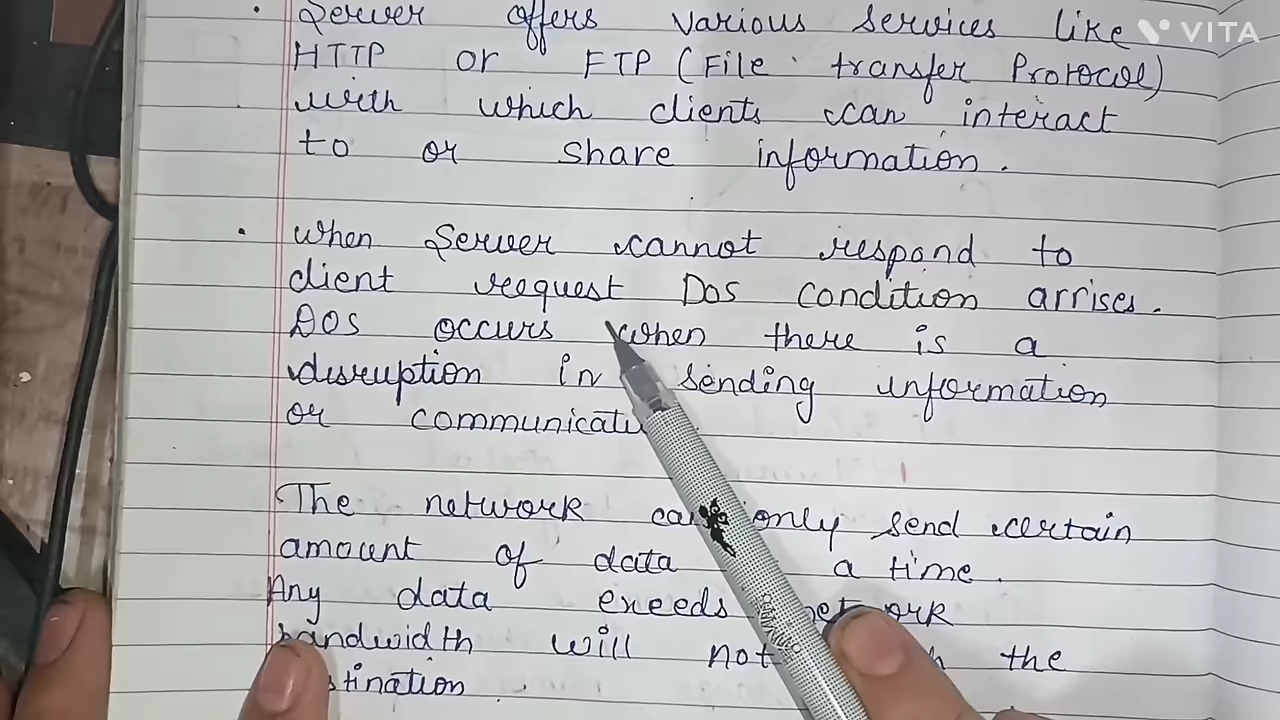 VITA
• Server offers various services like
HTTP or FTP (File transfer Protocol)
with which clients can interact
to or share information.
• When Server cannot respond to
client request DOS condition arrises.
DOS occurs when there is a
disruption in sending information
or
The network only send certain
amount of data a time.
Any data exeeds
bandwidth will the